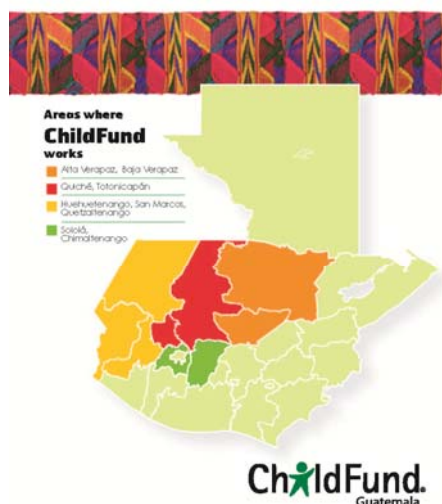 Areas where
ChildFund
works
Alta Verapaz, Baja Verapaz
Quiché, Totonicapán
Huehuetenango, San Marcos,
Quetzaltenango
Sololá,
Chimaltenango
ChildFund.
Guatemala